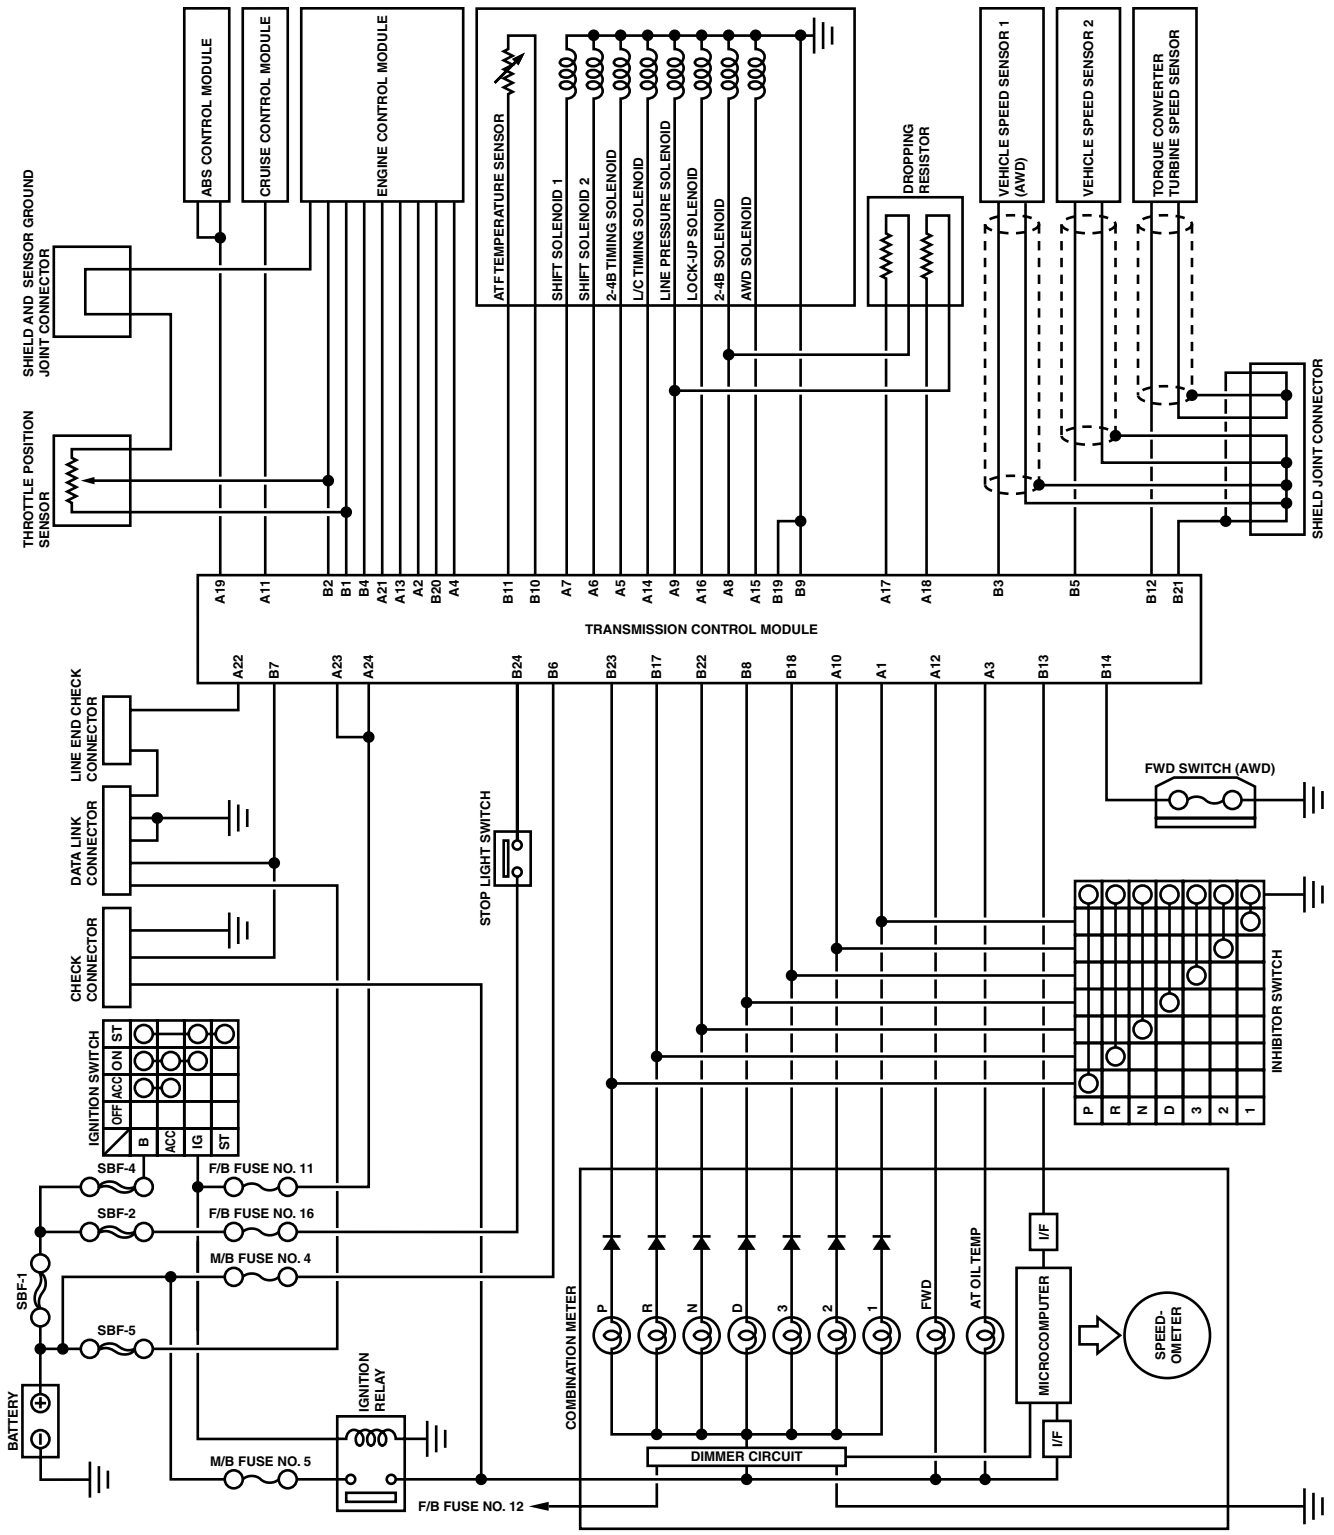 ABS CONTROL MODULE
CRUISE CONTROL MODULE
ENGINE CONTROL MODULE
SHIELD AND SENSOR GROUND
JOINT CONNECTOR
THROTTLE POSITION
SENSOR
ATF TEMPERATURE SENSOR
SHIFT SOLENOID 1
SHIFT SOLENOID 2
2-4B TIMING SOLENOID
L/C TIMING SOLENOID
LINE PRESSURE SOLENOID
LOCK-UP SOLENOID
2-4B SOLENOID
AWD SOLENOID
DROPPING
RESISTOR
VEHICLE SPEED SENSOR 1
(AWD)
VEHICLE SPEED SENSOR 2
TORQUE CONVERTER
TURBINE SPEED SENSOR
SHIELD JOINT CONNECTOR
A19
A11
B2
B1
B4
A21
A13
A2
B20
A4
B11
B10
A7
A6
A5
A14
A9
A16
A8
A15
B19
B9
A17
A18
B3
B5
B12
B21
TRANSMISSION CONTROL MODULE
A22
B7
A23
A24
B24
B6
B23
B17
B22
B8
B18
A10
A1
A12
A3
B13
B14
LINE END CHECK
CONNECTOR
DATA LINK
CONNECTOR
CHECK
CONNECTOR
STOP LIGHT SWITCH
FWD SWITCH (AWD)
IGNITION SWITCH
OFF
ACC
ON
ST
B
ACC
IG
ST
INHIBITOR SWITCH
P
R
N
D
3
2
1
SBF-4
F/B FUSE NO. 11
SBF-2
F/B FUSE NO. 16
SBF-1
M/B FUSE NO. 4
SBF-5
BATTERY
IGNITION
RELAY
M/B FUSE NO. 5
F/B FUSE NO. 12
COMBINATION METER
P
R
N
D
3
2
1
FWD
AT OIL TEMP
I/F
MICROCOMPUTER
SPEED-
OMETER
I/F
DIMMER CIRCUIT